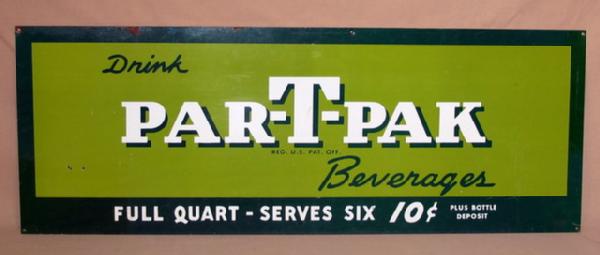 Drink
PAR-T-PAK
REG. U.S. PAT. OFF.
Beverages
FULL QUART - SERVES SIX 10¢ PLUS BOTTLE
DEPOSIT